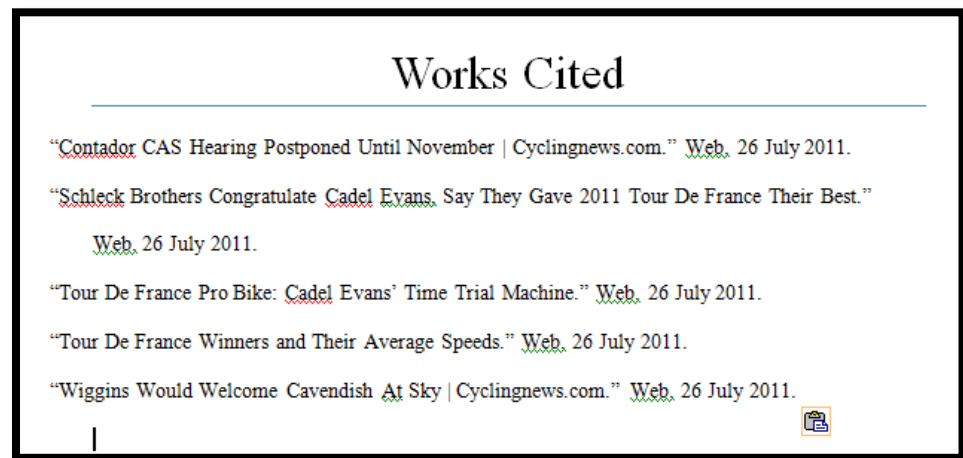 Works Cited
“Contador CAS Hearing Postponed Until November | Cyclingnews.com.” Web, 26 July 2011.
“Schleck Brothers Congratulate Cadel Evans, Say They Gave 2011 Tour De France Their Best.”
Web, 26 July 2011.
“Tour De France Pro Bike: Cadel Evans’ Time Trial Machine.” Web, 26 July 2011.
“Tour De France Winners and Their Average Speeds.” Web, 26 July 2011.
“Wiggins Would Welcome Cavendish At Sky | Cyclingnews.com.” Web, 26 July 2011.